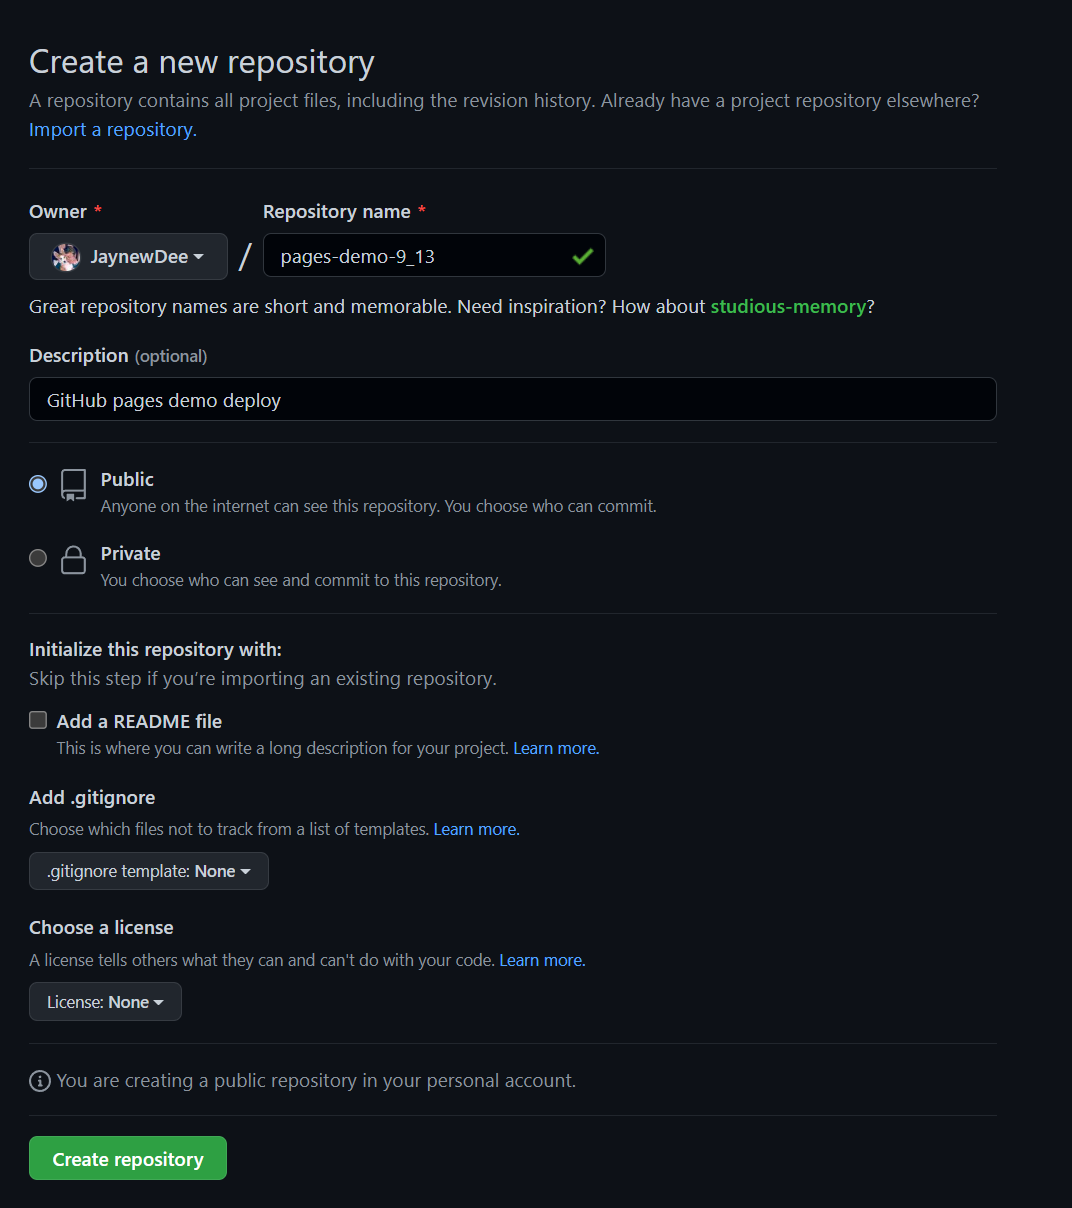 Create a new repository
A repository contains all project files, including the revision history. Already have a project repository elsewhere?
Import a repository.
Owner *
Repository name *
JaynewDee
/
pages-demo-9_13
Great repository names are short and memorable. Need inspiration? How about studious-memory?
Description (optional)
GitHub pages demo deploy
Public
Anyone on the internet can see this repository. You choose who can commit.
Private
You choose who can see and commit to this repository.
Initialize this repository with:
Skip this step if you’re importing an existing repository.
Add a README file
This is where you can write a long description for your project. Learn more.
Add .gitignore
Choose which files not to track from a list of templates. Learn more.
.gitignore template: None
Choose a license
A license tells others what they can and can't do with your code. Learn more.
License: None
You are creating a public repository in your personal account.
Create repository